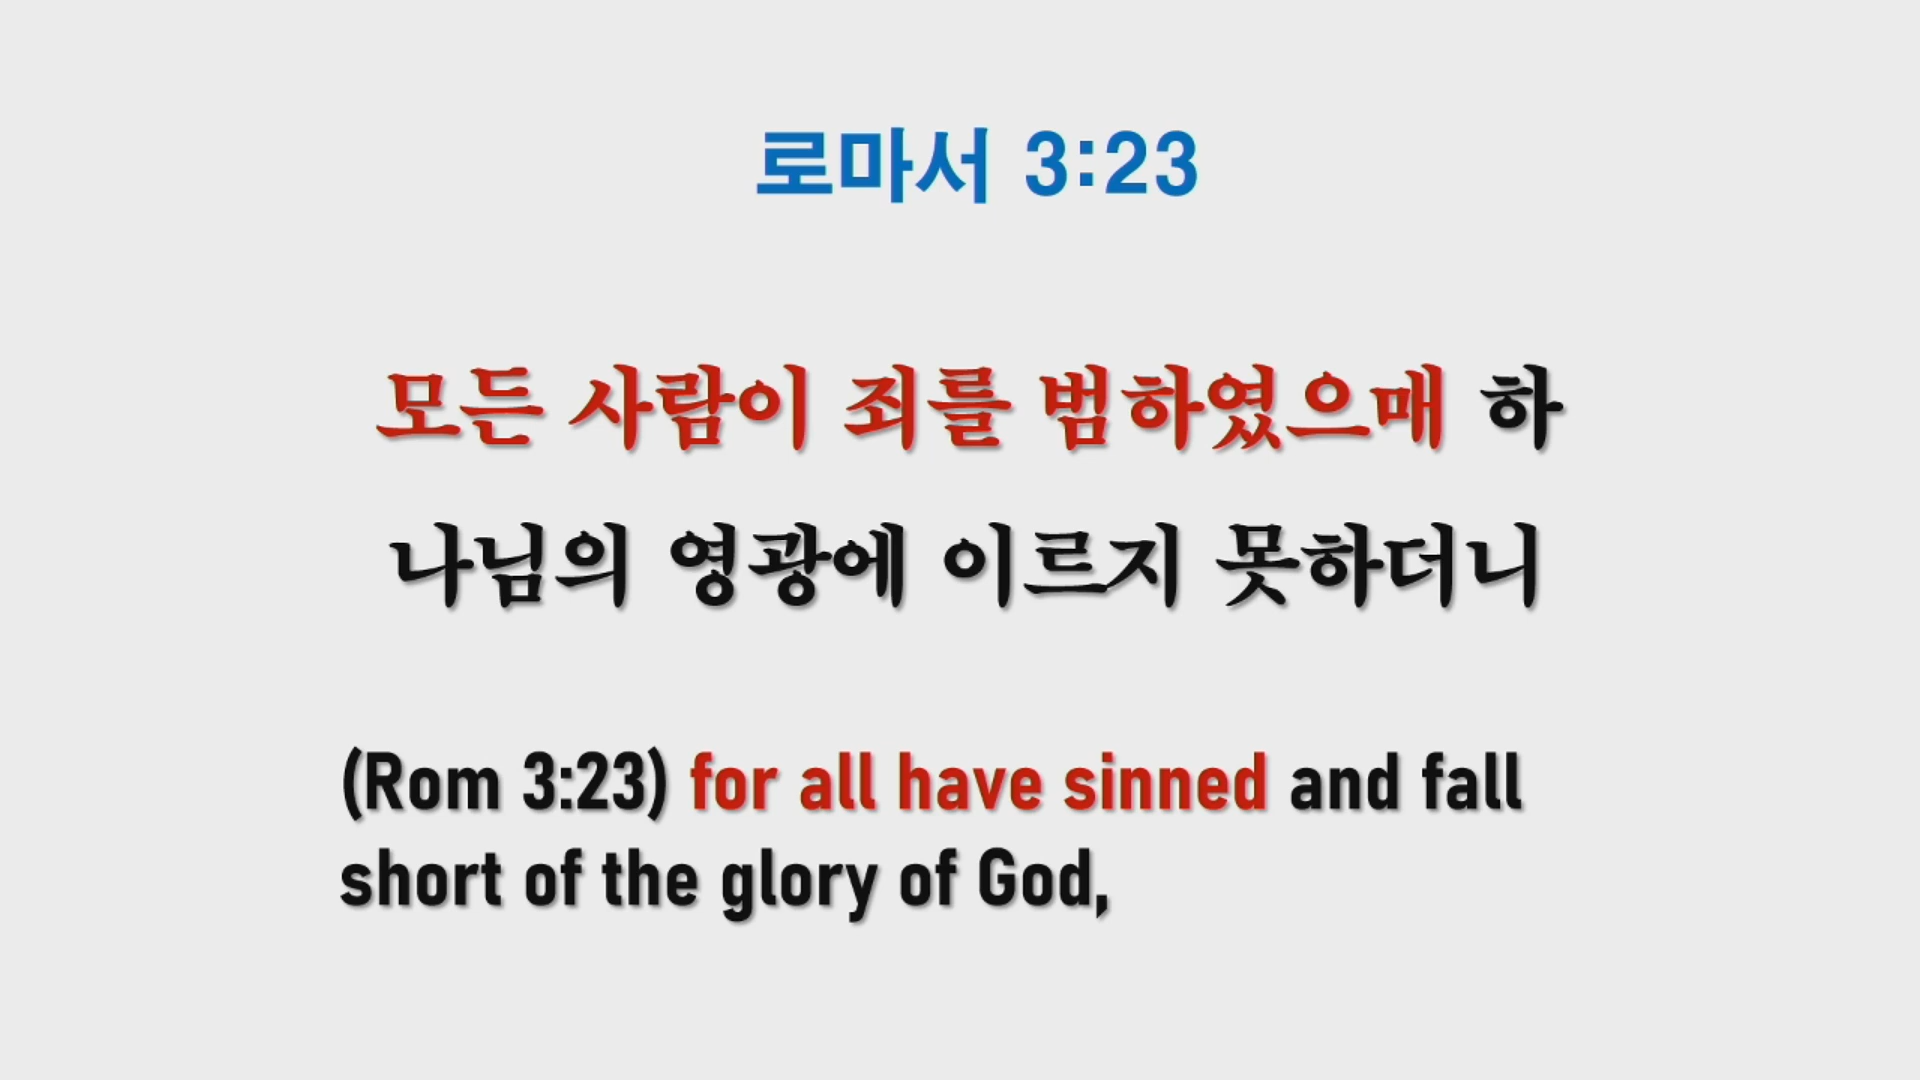 로마서 3:23
모든 사람이 죄를 범하였으매 하
나님의 영광에 이르지 못하더니
(Rom 3:23) for all have sinned and fall
short of the glory of God,